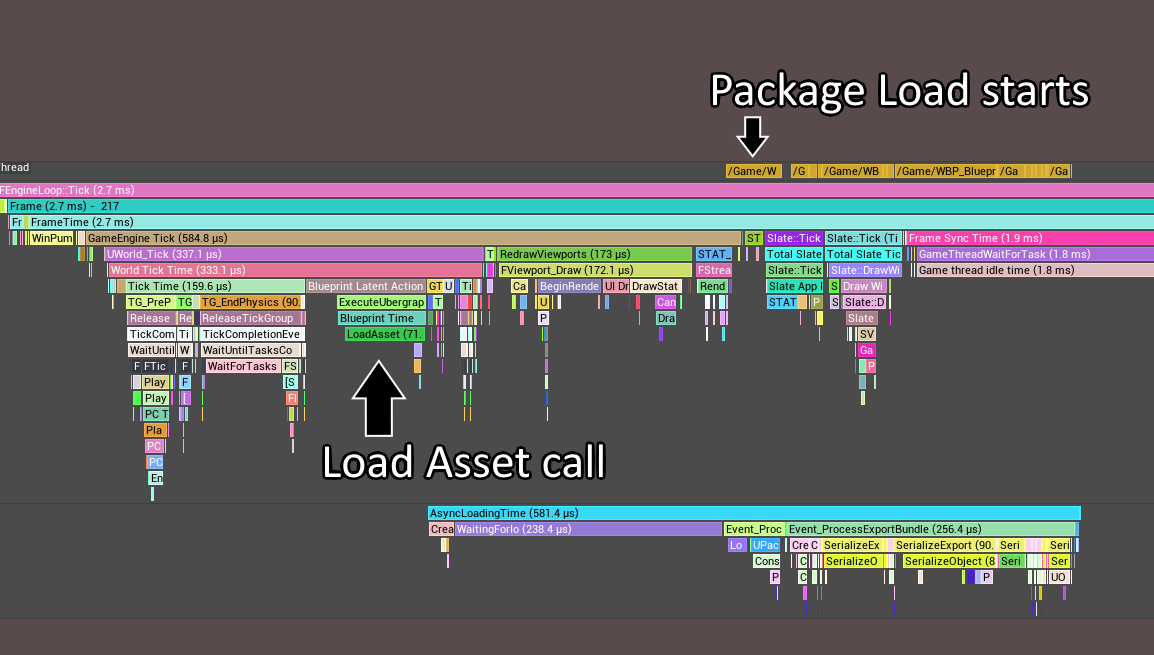 Package Load starts
hread
/Game/W
/G
/Game/WB
/Game/WBP_Bluepr
/Ga
/Ga
FEngineLoop::Tick (2.7 ms)
Frame (2.7 ms) - 217
Fr
FrameTime (2.7 ms)
WinPum
GameEngine Tick (584.8 µs)
ST
Slate::Tick
Slate::Tick (Ti
Frame Sync Time (1.9 ms)
UWorld_Tick (337.1 µs)
T
RedrawViewports (173 µs)
STAT_
Total Slate
Total Slate Tic
GameThreadWaitForTask (1.8 ms)
World Tick Time (333.1 µs)
FViewport_Draw (172.1 µs)
FStrea
Slate::Tick
Slate::DrawWi
Game thread idle time (1.8 ms)
Tick Time (159.6 µs)
Blueprint Latent Action
GT
UJ
Ti
Ca
BeginRende
UI Dr
DrawStat
Rend
Slate App
S
Draw Wi
TG_PreP
TG
TG_EndPhysics (90.
ExecuteUbergrap
T
U
Can
STAT
P
S
Slate::D
Release
Re
ReleaseTickGroup
Blueprint Time
P
Dra
Slate
TickCom
Ti
TickCompletionEve
LoadAsset (71.
SV
WaitUntil
W
WaitUntilTasksCo
Ga
F
FTic
F
WaitForTasks
FS
P
Play
F
[S
Play
[
Fl
PC T
Pla
PC
PC
En
Load Asset call
AsyncLoadingTime (581.4 µs)
Crea
WaitingForIo (238.4 µs)
Event_Proc
Event_ProcessExportBundle (256.4 µs)
Lo
UPac
Cre
C
SerializeEx
SerializeExport (90.
Seri
Seri
Cons
C
SerializeO
SerializeObject (8
Seri
Ser
P
C
P
UO